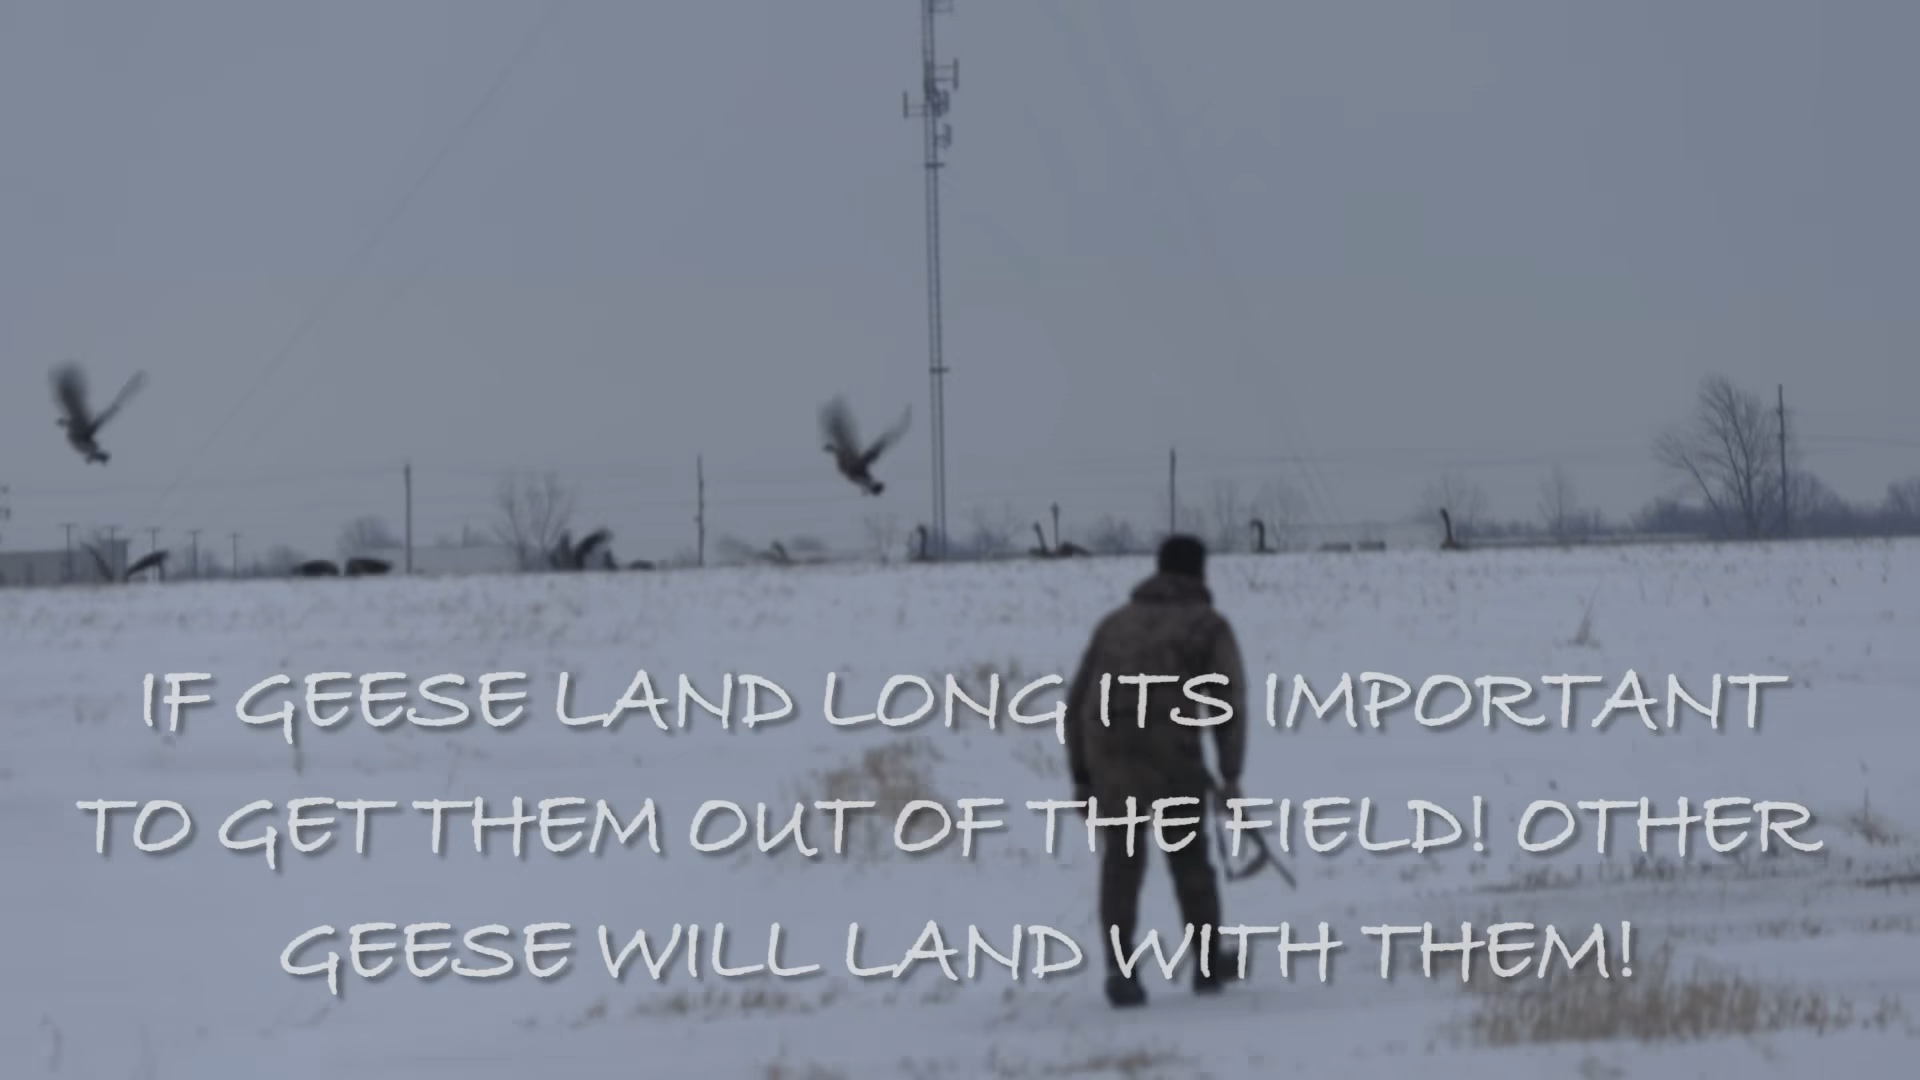 IF GEESE LAND LONG ITS IMPORTANT
TO GET THEM OUT OF THE FIELD! OTHER
GEESE WILL LAND WITH THEM!